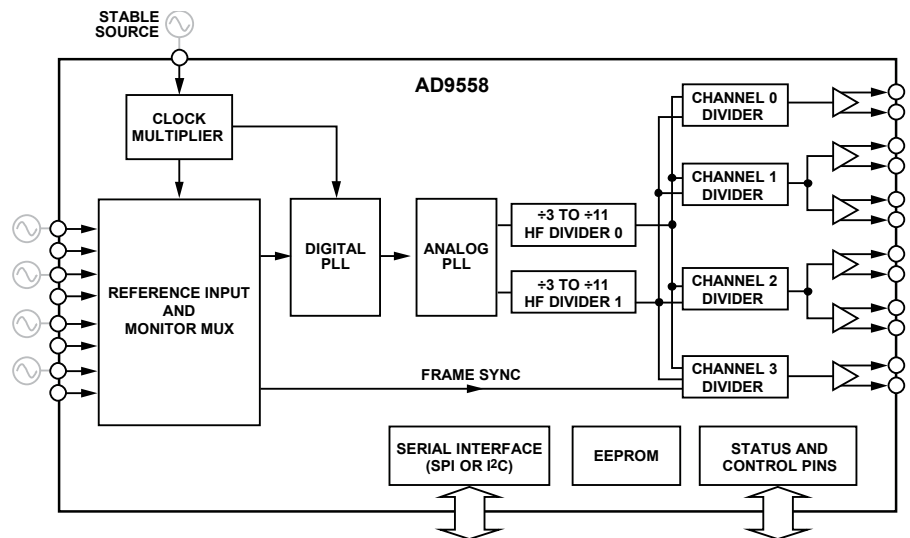 STABLE
SOURCE
AD9558
CLOCK
MULTIPLIER
CHANNEL 0
DIVIDER
CHANNEL 1
DIVIDER
÷3 TO ÷11
HF DIVIDER 0
DIGITAL
PLL
ANALOG
PLL
REFERENCE INPUT
AND
MONITOR MUX
÷3 TO ÷11
HF DIVIDER 1
CHANNEL 2
DIVIDER
FRAME SYNC
CHANNEL 3
DIVIDER
SERIAL INTERFACE
(SPI OR I²C)
EEPROM
STATUS AND
CONTROL PINS